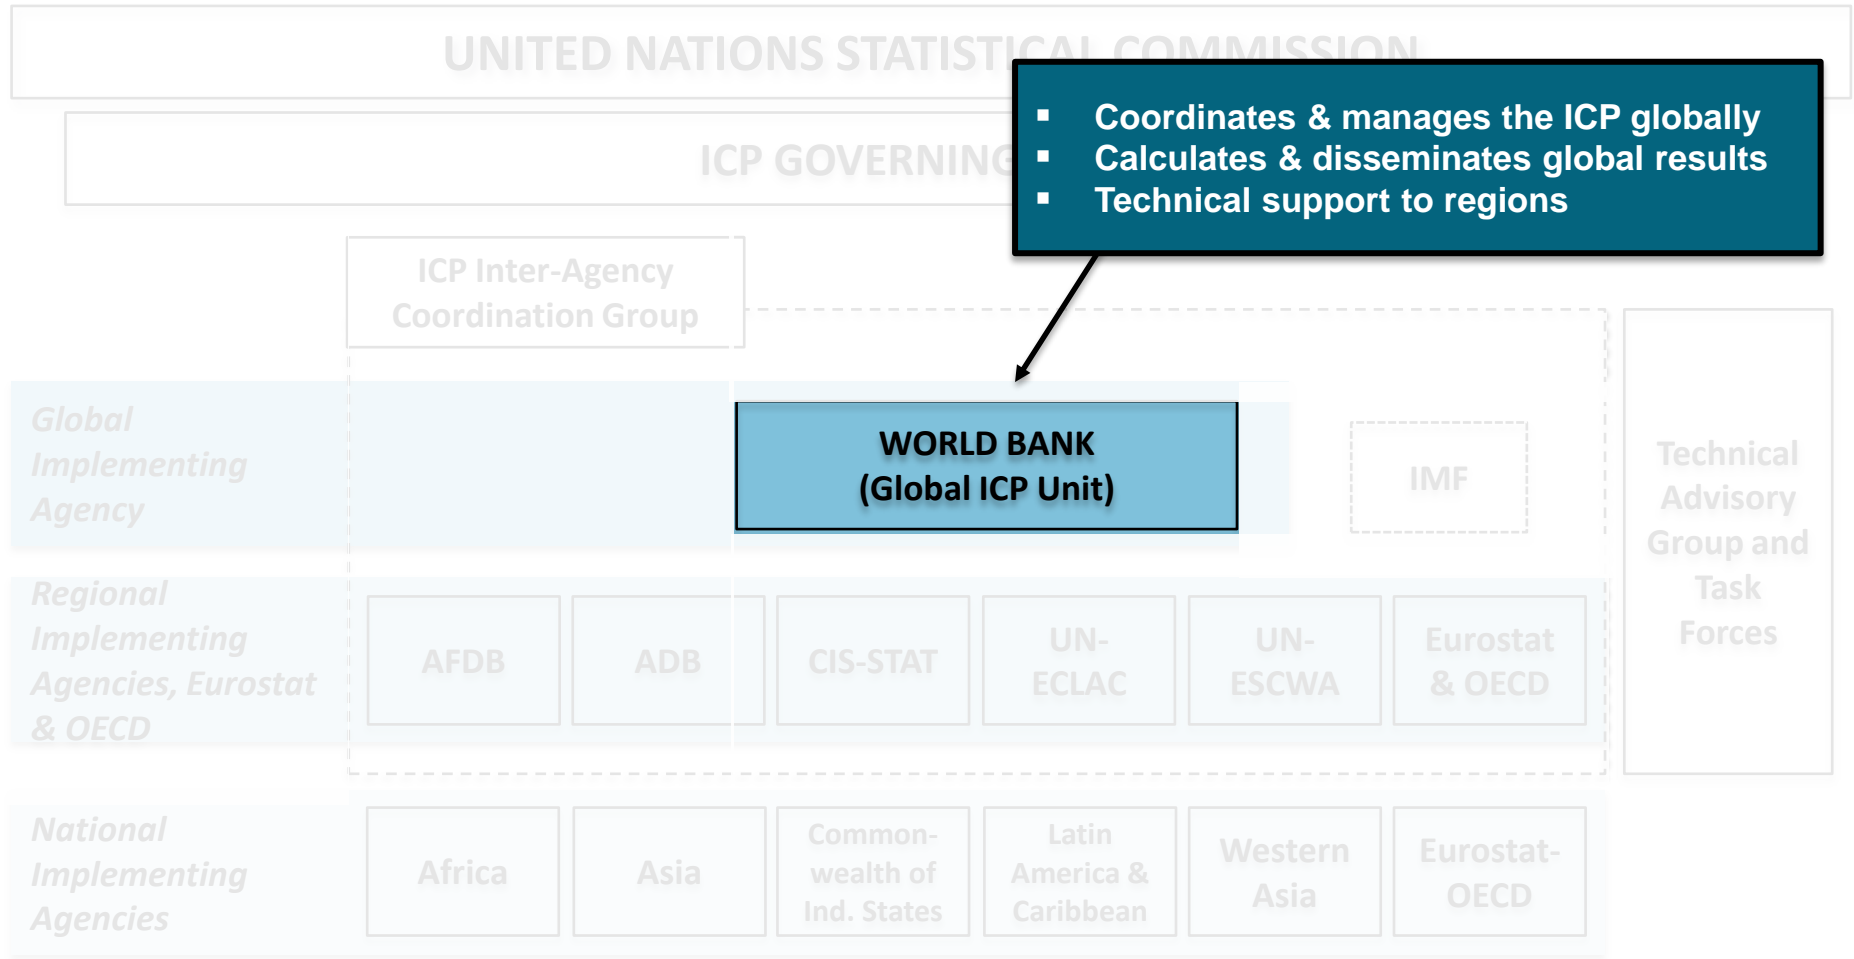 UNITED NATIONS STATISTICAL COMMISSION
ICP GOVERNING
▪ Coordinates & manages the ICP globally
▪ Calculates & disseminates global results
▪ Technical support to regions
ICP Inter-Agency
Coordination Group
Global
Implementing
Agency
WORLD BANK
(Global ICP Unit)
IMF
Technical
Advisory
Group and
Task
Forces
Regional
Implementing
Agencies, Eurostat
& OECD
AFDB
ADB
CIS-STAT
UN-
ECLAC
UN-
ESCWA
Eurostat
& OECD
National
Implementing
Agencies
Africa
Asia
Common-
wealth of
Ind. States
Latin
America &
Caribbean
Western
Asia
Eurostat-
OECD